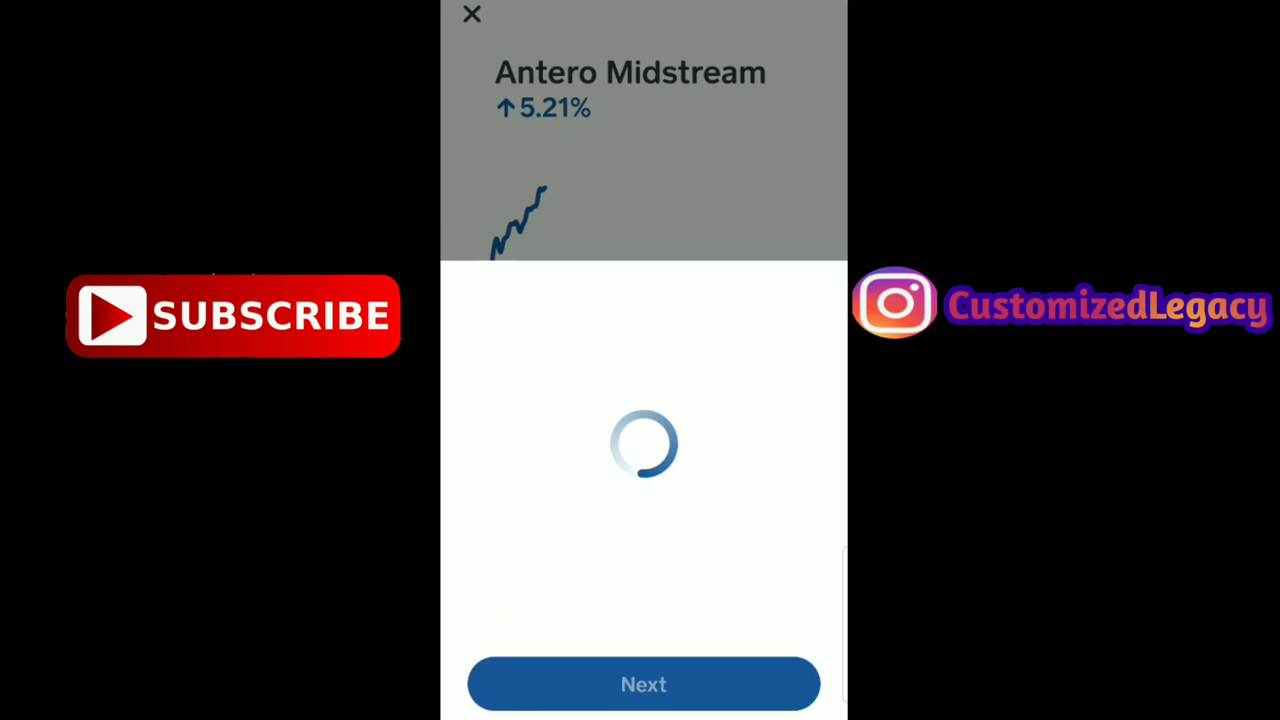 Antero Midstream
↑5.21%
SUBSCRIBE
CustomizedLegacy
Next